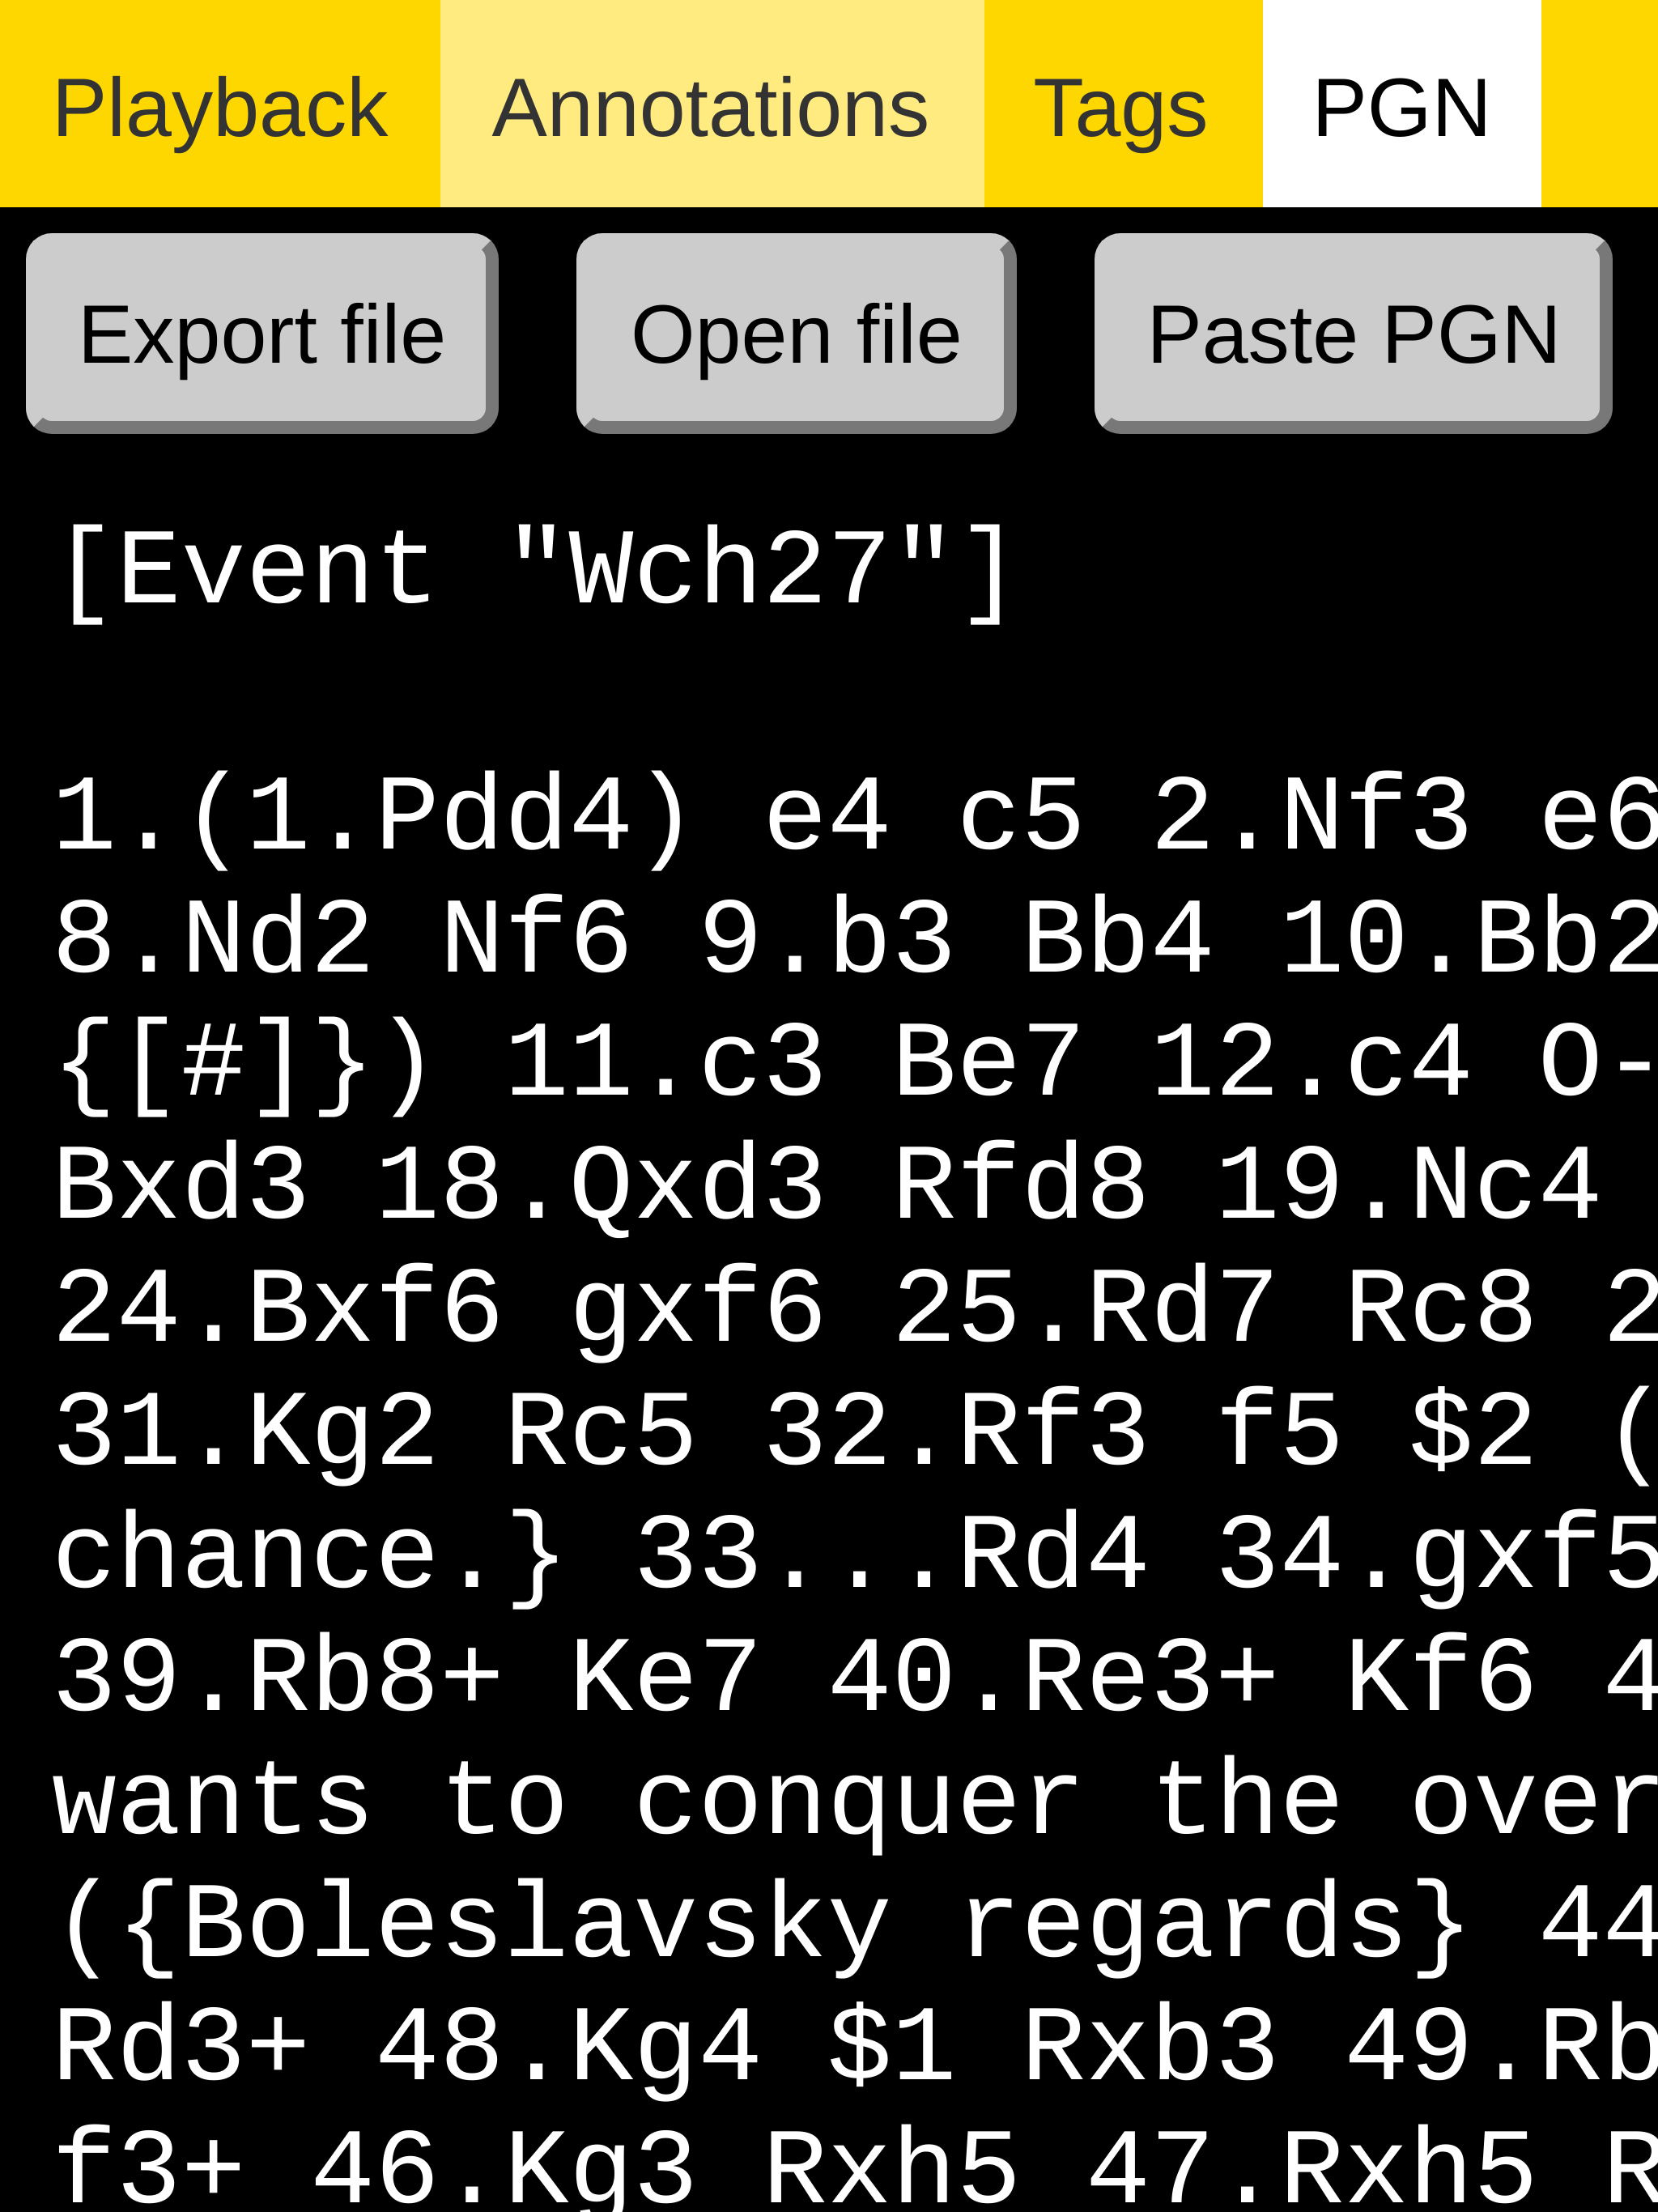 Playback Annotations Tags PGN
Export file Open file Paste PGN
[Event "Wch27"]
1.(1.Pdd4) e4 c5 2.Nf3 e6
8.Nd2 Nf6 9.b3 Bb4 10.Bb2
{[#]}) 11.c3 Be7 12.c4 O-
Bxd3 18.Qxd3 Rfd8 19.Nc4
24.Bxf6 gxf6 25.Rd7 Rc8 2
31.Kg2 Rc5 32.Rf3 f5 $2 (
chance.} 33...Rd4 34.gxf5
39.Rb8+ Ke7 40.Re3+ Kf6 4
wants to conquer the over
({Boleslavsky regards} 44
Rd3+ 48.Kg4 $1 Rxb3 49.Rb
f3+ 46.Kg3 Rxh5 47.Rxh5 R